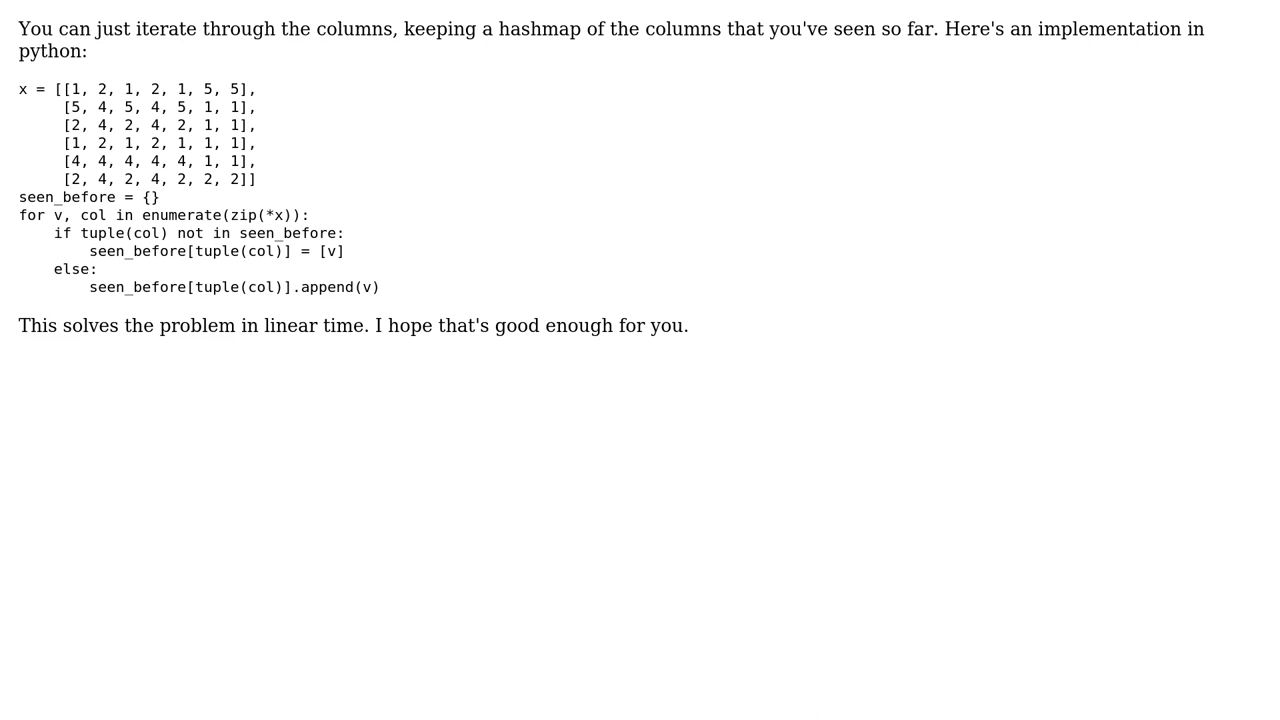 You can just iterate through the columns, keeping a hashmap of the columns that you've seen so far. Here's an implementation in
python:
x = [[1, 2, 1, 2, 1, 5, 5],
     [5, 4, 5, 4, 5, 1, 1],
     [2, 4, 2, 4, 2, 1, 1],
     [1, 2, 1, 2, 1, 1, 1],
     [4, 4, 4, 4, 4, 1, 1],
     [2, 4, 2, 4, 2, 2, 2]]
seen_before = {}
for v, col in enumerate(zip(*x)):
    if tuple(col) not in seen_before:
        seen_before[tuple(col)] = [v]
    else:
        seen_before[tuple(col)].append(v)
This solves the problem in linear time. I hope that's good enough for you.